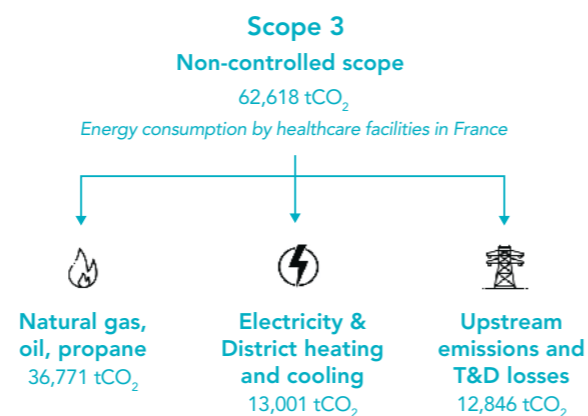 Scope 3
Non-controlled scope
62,618 tCO₂
Energy consumption by healthcare facilities in France
Natural gas,
oil, propane
36,771 tCO₂
Electricity &
District heating
and cooling
13,001 tCO₂
Upstream
emissions and
T&D losses
12,846 tCO₂